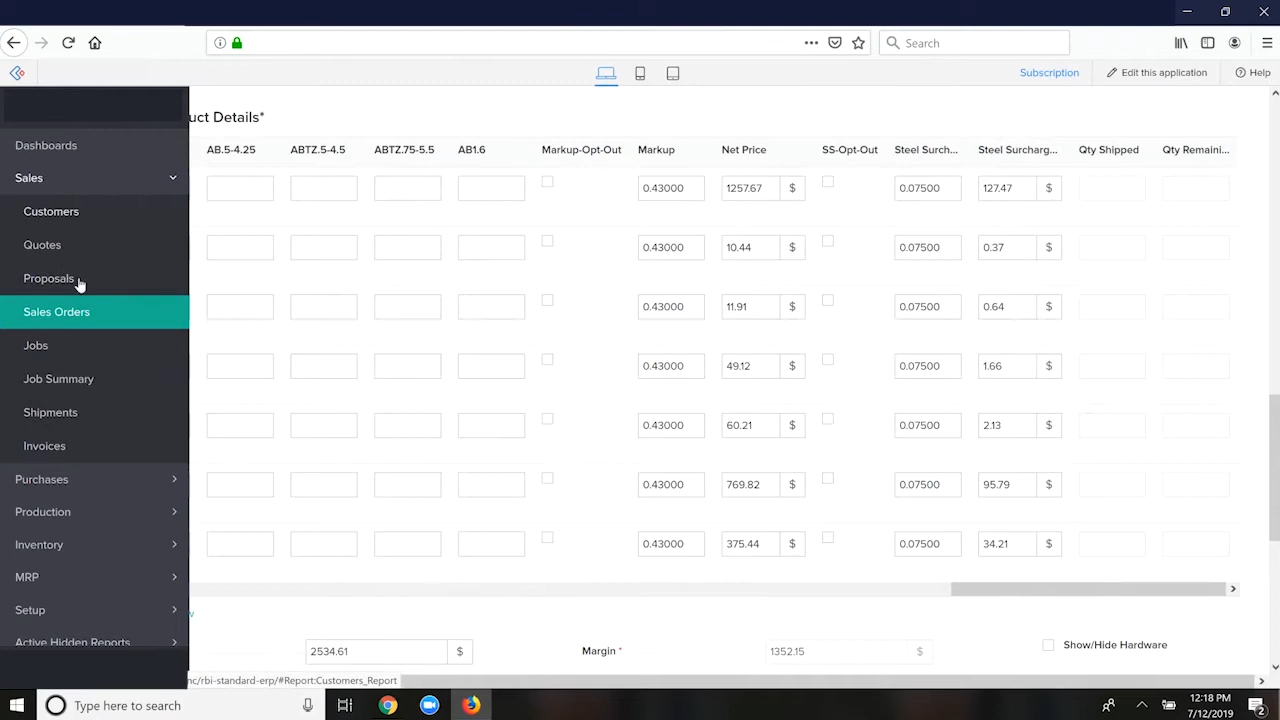 Search
Subscription
Edit this application
Help
Dashboards
Sales
Customers
Quotes
Proposals
Sales Orders
Jobs
Job Summary
Shipments
Invoices
Purchases
Production
Inventory
MRP
Setup
Active Hidden Reports
uct Details*
AB.5-4.25 ABTZ.5-4.5 ABTZ.75-5.5 AB1.6 Markup-Opt-Out Markup Net Price SS-Opt-Out Steel Surch... Steel Surcharg... Qty Shipped Qty Remaini...
0.43000 1257.67 $ 0.07500 127.47 $
0.43000 10.44 $ 0.07500 0.37 $
0.43000 11.91 $ 0.07500 0.64 $
0.43000 49.12 $ 0.07500 1.66 $
0.43000 60.21 $ 0.07500 2.13 $
0.43000 769.82 $ 0.07500 95.79 $
0.43000 375.44 $ 0.07500 34.21 $
w
2534.61 $ Margin * 1352.15 $ Show/Hide Hardware
nc/rbi-standard-erp/#Report:Customers_Report
Type here to search
12:18 PM
7/12/2019
2